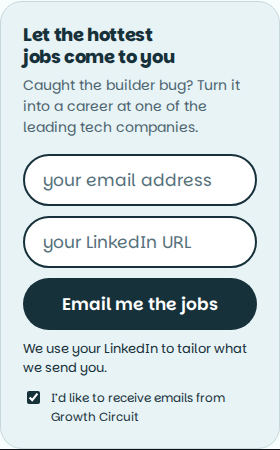 Let the hottest
jobs come to you
Caught the builder bug? Turn it
into a career at one of the
leading tech companies.
your email address
your LinkedIn URL
Email me the jobs
We use your LinkedIn to tailor what
we send you.
I'd like to receive emails from
Growth Circuit